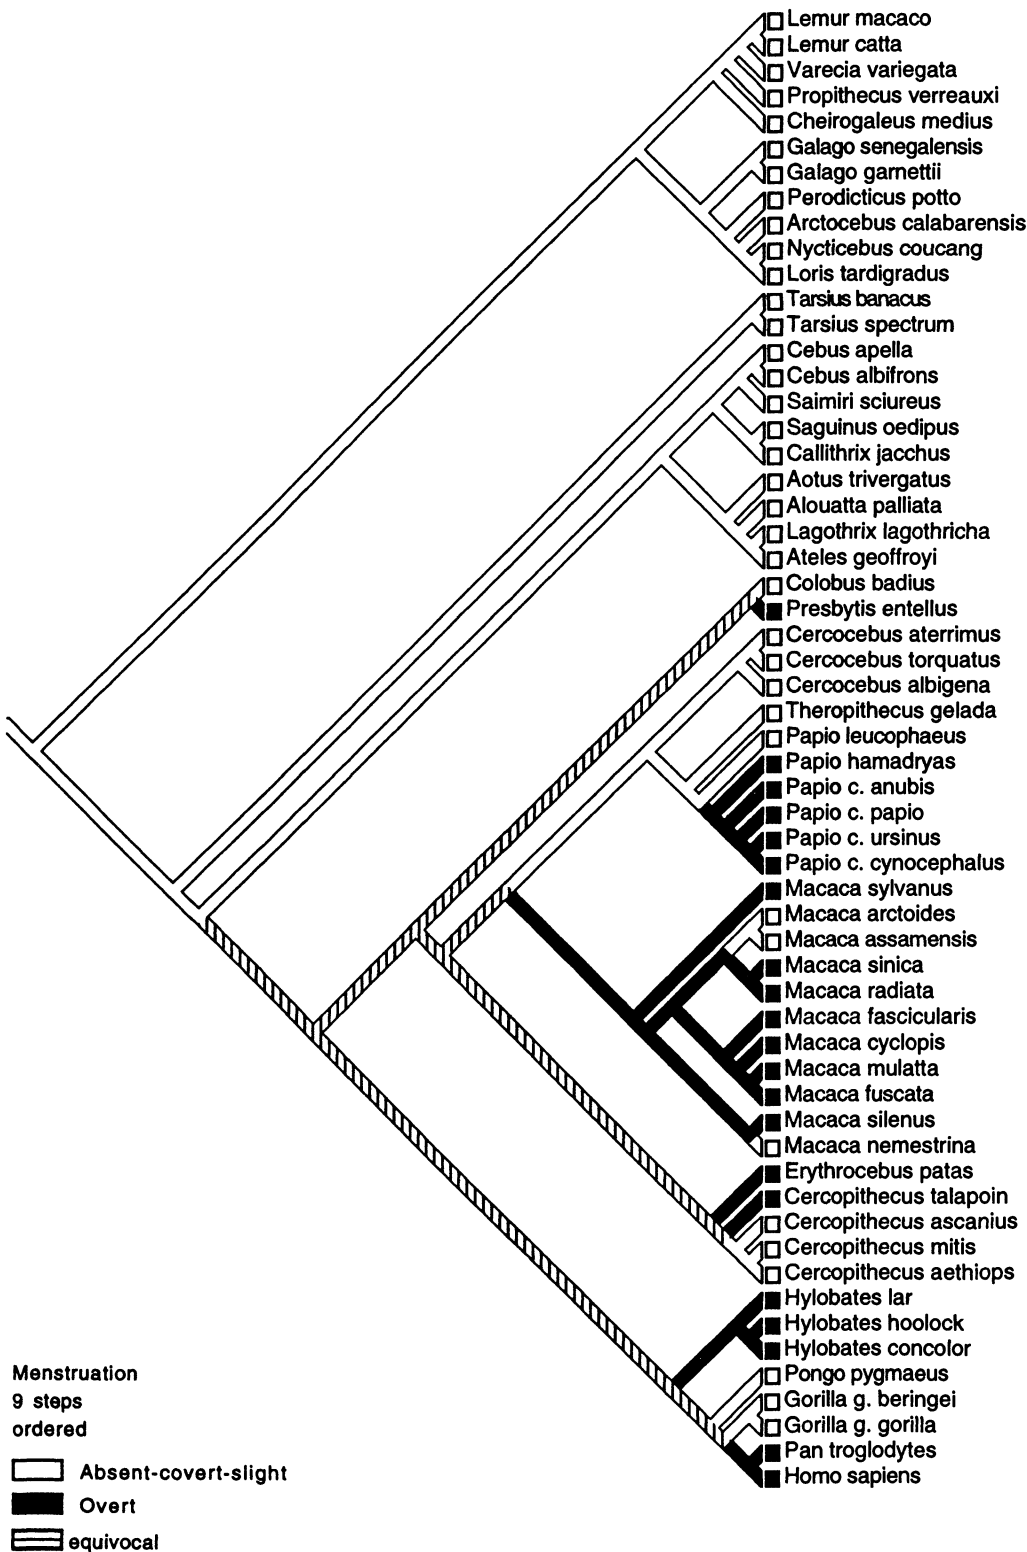 Lemur macaco
Lemur catta
Varecia variegata
Propithecus verreauxi
Cheirogaleus medius
Galago senegalensis
Galago garnettii
Perodicticus potto
Arctocebus calabarensis
Nycticebus coucang
Loris tardigradus
Tarsius banacus
Tarsius spectrum
Cebus apella
Cebus albifrons
Saimiri sciureus
Saguinus oedipus
Callithrix jacchus
Aotus trivergatus
Alouatta palliata
Lagothrix lagothricha
Ateles geoffroyi
Colobus badius
Presbytis entellus
Cercocebus aterrimus
Cercocebus torquatus
Cercocebus albigena
Theropithecus gelada
Papio leucophaeus
Papio hamadryas
Papio c. anubis
Papio c. papio
Papio c. ursinus
Papio c. cynocephalus
Macaca sylvanus
Macaca arctoides
Macaca assamensis
Macaca sinica
Macaca radiata
Macaca fascicularis
Macaca cyclopis
Macaca mulatta
Macaca fuscata
Macaca silenus
Macaca nemestrina
Erythrocebus patas
Cercopithecus talapoin
Cercopithecus ascanius
Cercopithecus mitis
Cercopithecus aethiops
Hylobates lar
Hylobates hoolock
Hylobates concolor
Pongo pygmaeus
Gorilla g. beringei
Gorilla g. gorilla
Pan troglodytes
Homo sapiens
Menstruation
9 steps
ordered
Absent-covert-slight
Overt
equivocal